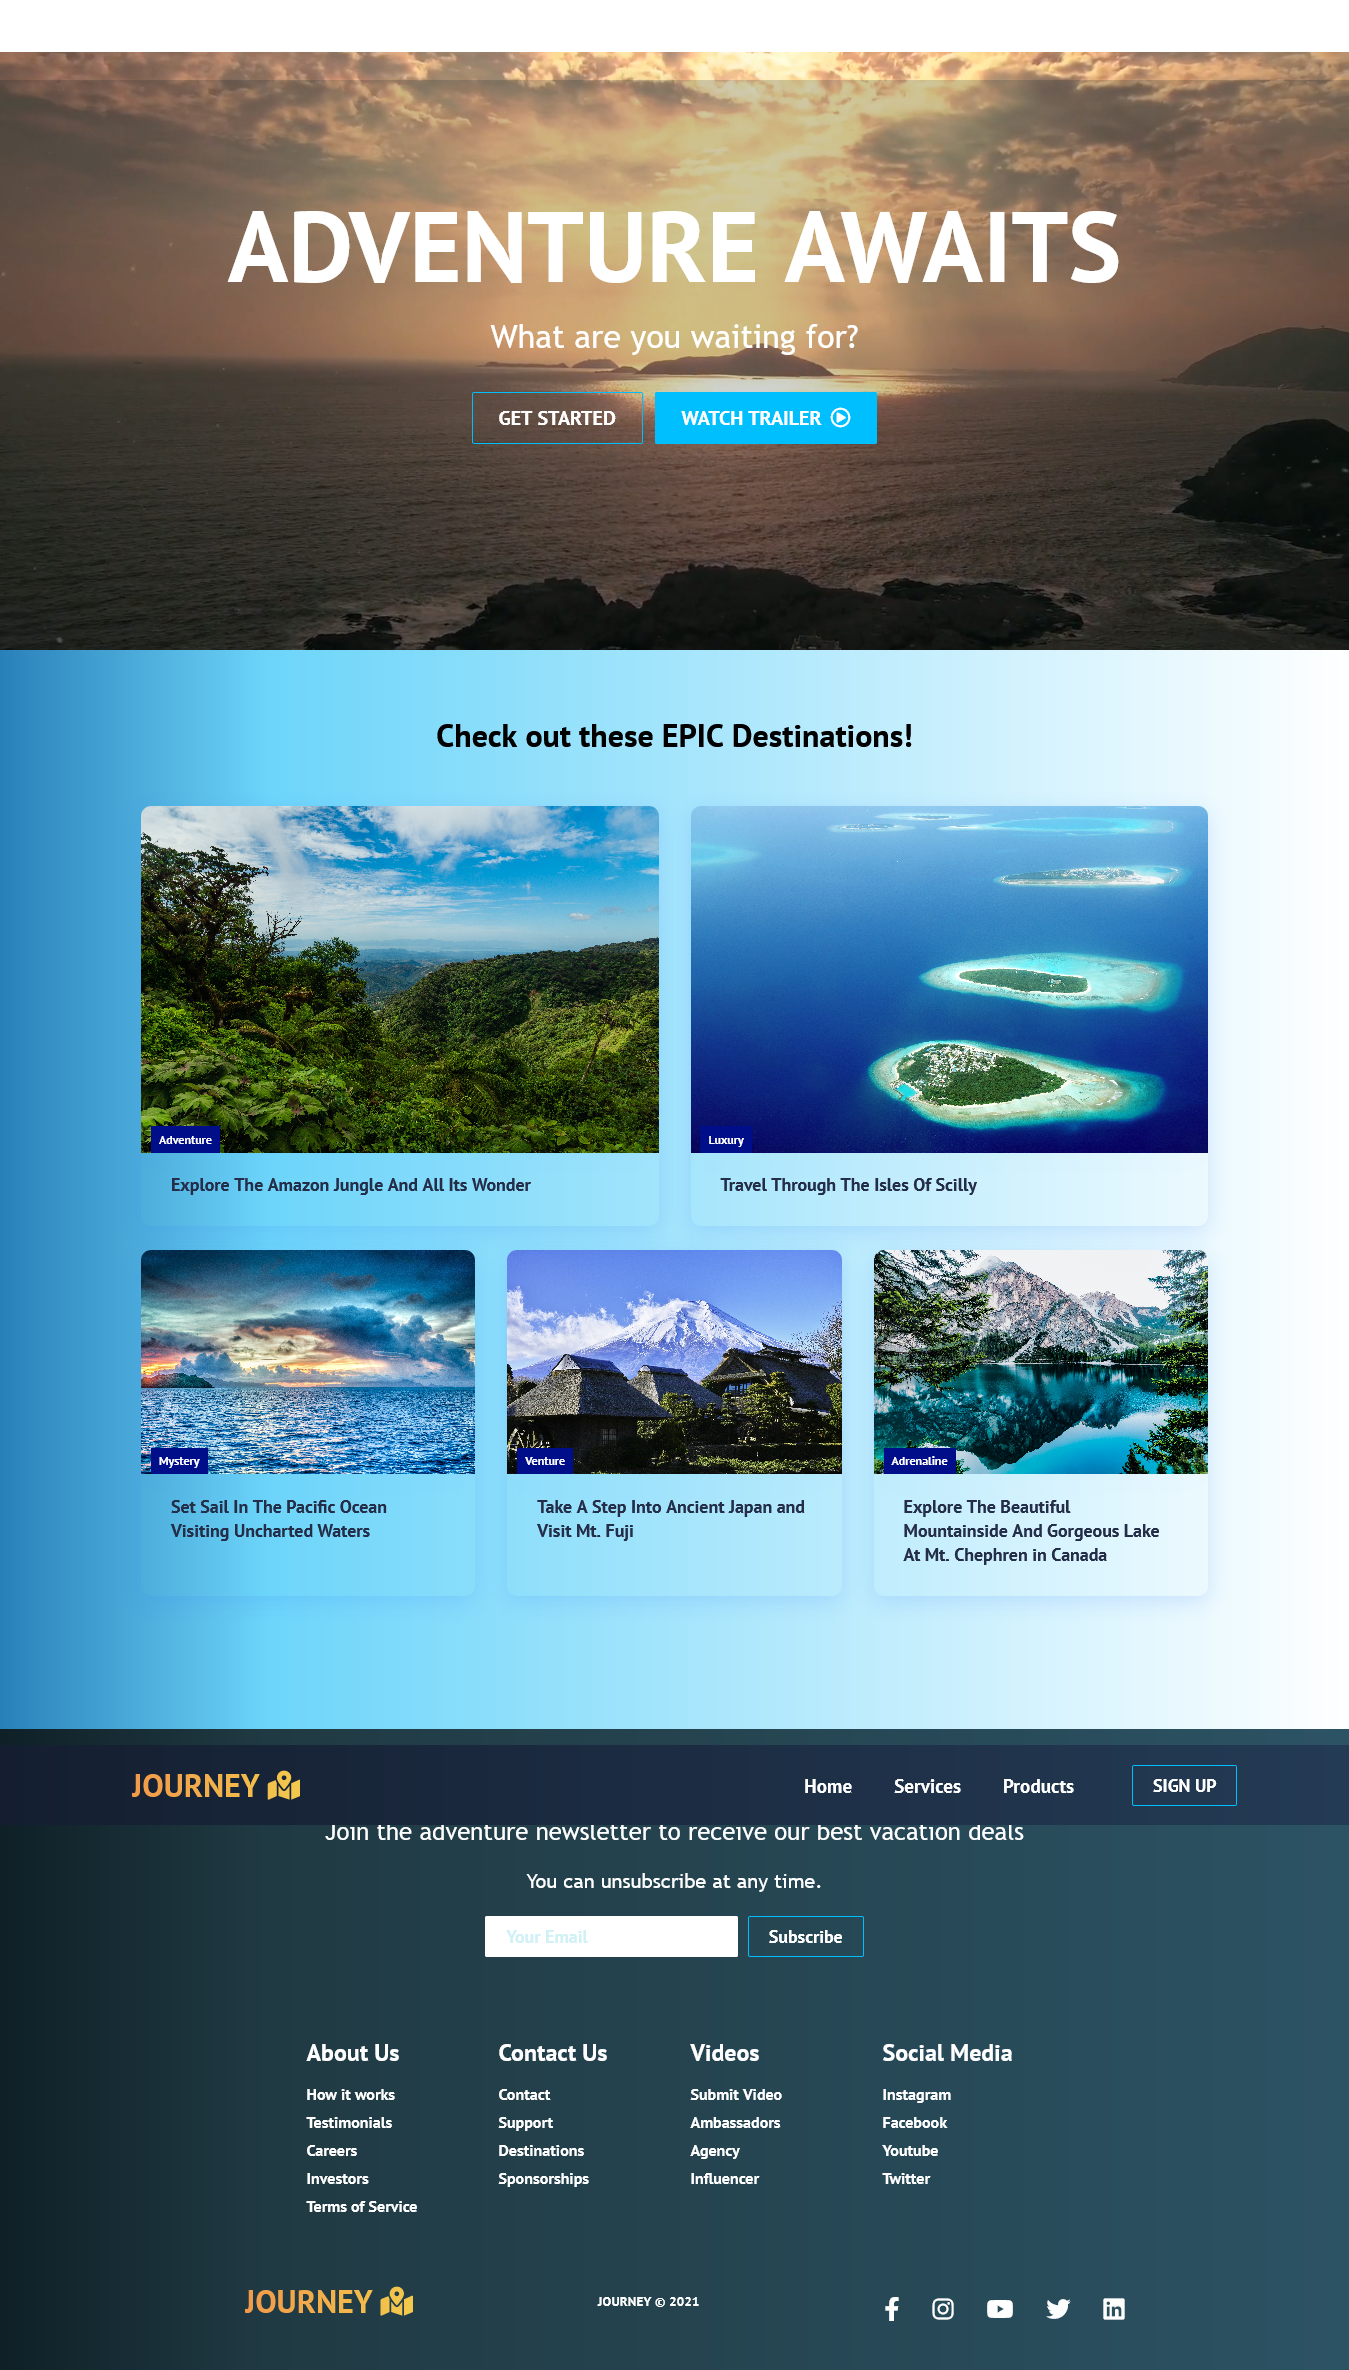 ADVENTURE AWAITS
What are you waiting for?
GET STARTED
WATCH TRAILER
Check out these EPIC Destinations!
Adventure
Explore The Amazon Jungle And All Its Wonder
Luxury
Travel Through The Isles Of Scilly
Mystery
Set Sail In The Pacific Ocean
Visiting Uncharted Waters
Venture
Take A Step Into Ancient Japan and
Visit Mt. Fuji
Adrenaline
Explore The Beautiful
Mountainside And Gorgeous Lake
At Mt. Chephren in Canada
JOURNEY
Home
Services
Products
SIGN UP
Join the adventure newsletter to receive our best vacation deals
You can unsubscribe at any time.
Your Email
Subscribe
About Us
How it works
Testimonials
Careers
Investors
Terms of Service
Contact Us
Contact
Support
Destinations
Sponsorships
Videos
Submit Video
Ambassadors
Agency
Influencer
Social Media
Instagram
Facebook
Youtube
Twitter
JOURNEY
JOURNEY © 2021